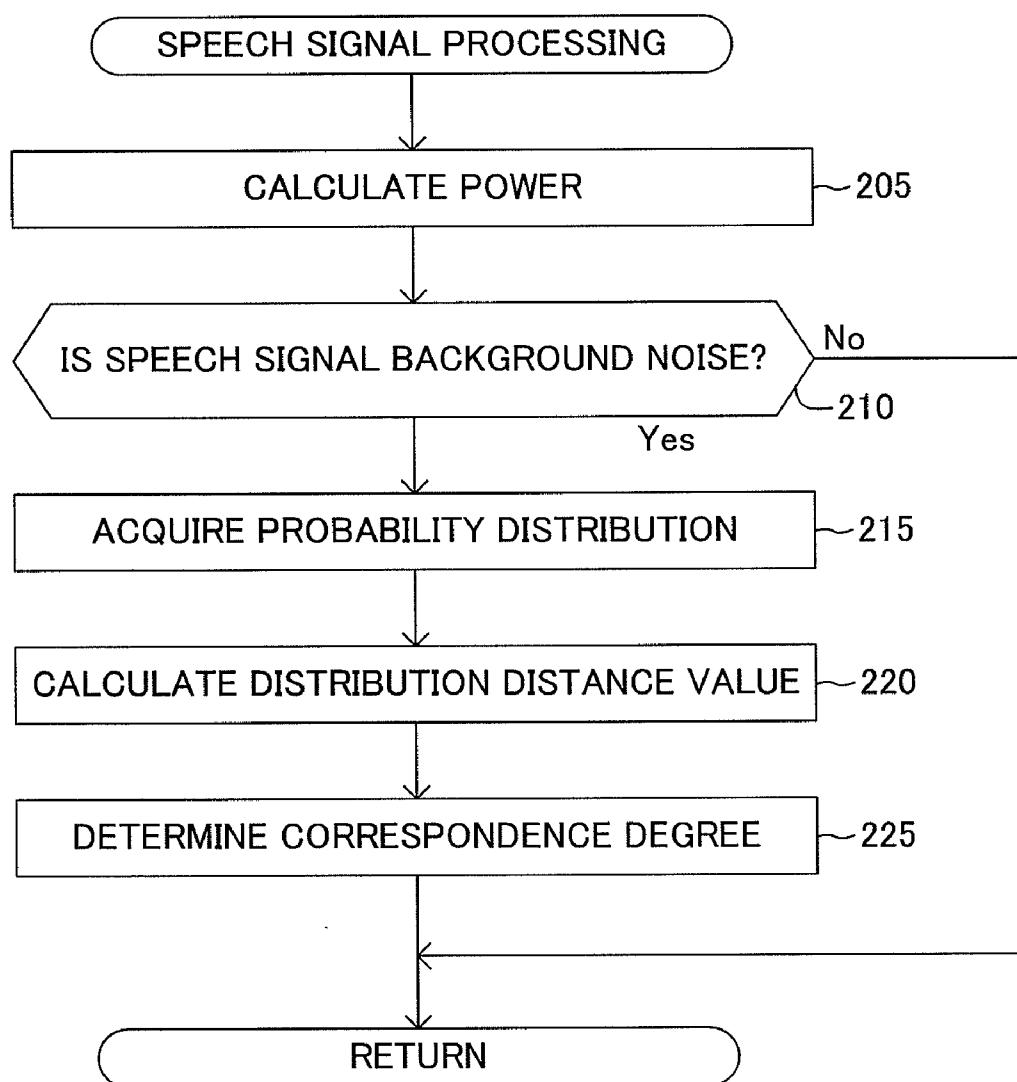 SPEECH SIGNAL PROCESSING
CALCULATE POWER
205
IS SPEECH SIGNAL BACKGROUND NOISE?
No
210
Yes
ACQUIRE PROBABILITY DISTRIBUTION
215
CALCULATE DISTRIBUTION DISTANCE VALUE
220
DETERMINE CORRESPONDENCE DEGREE
225
RETURN